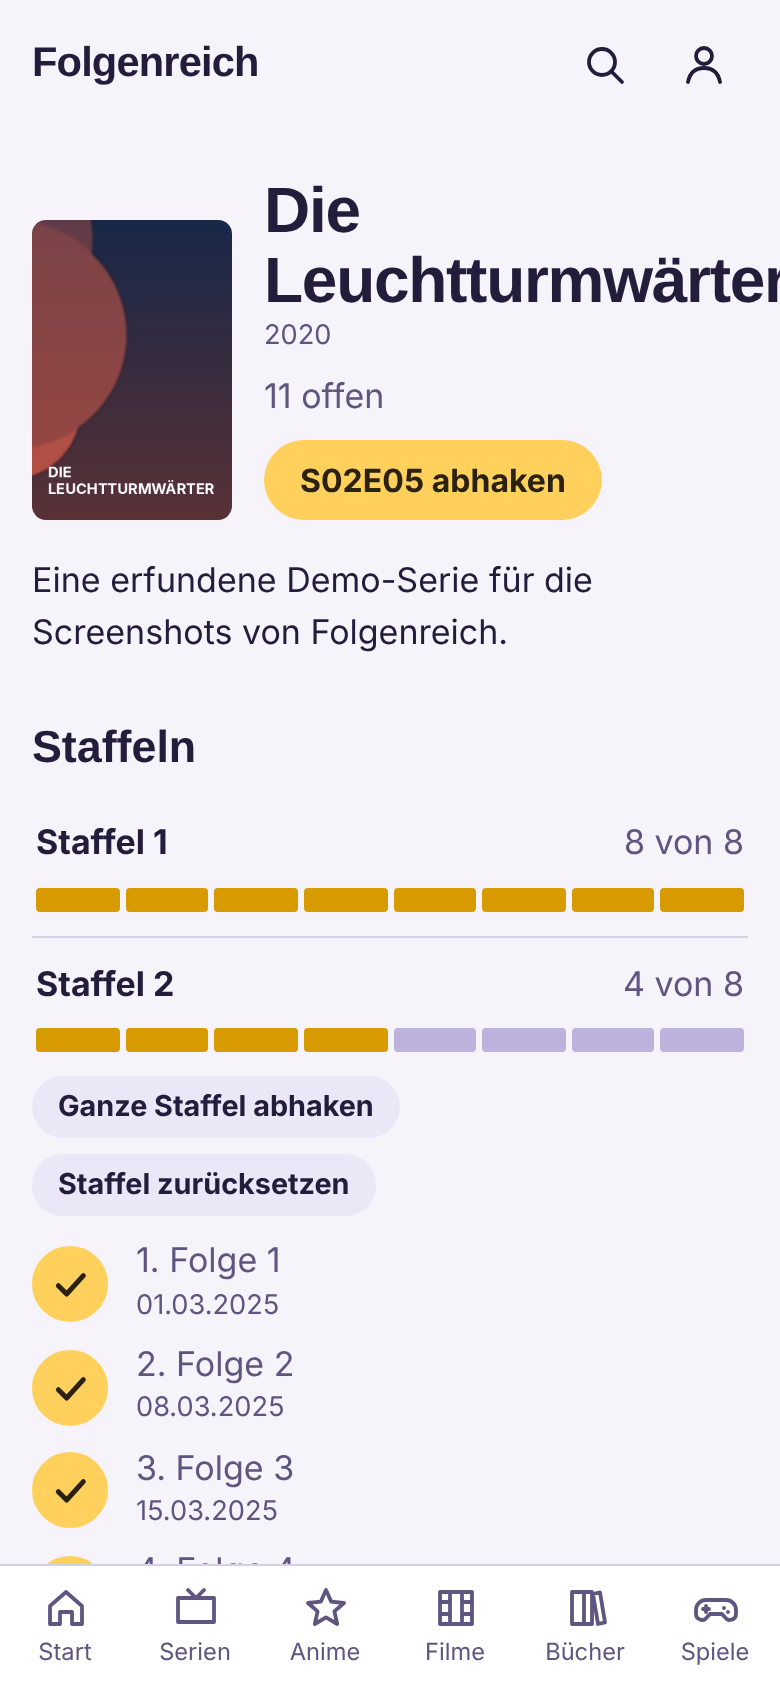 Folgenreich
Die
Leuchtturmwärter
2020
11 offen
DIE
LEUCHTTURMWÄRTER
S02E05 abhaken
Eine erfundene Demo-Serie für die
Screenshots von Folgenreich.
Staffeln
Staffel 1 8 von 8
Staffel 2 4 von 8
Ganze Staffel abhaken
Staffel zurücksetzen
1. Folge 1
01.03.2025
2. Folge 2
08.03.2025
3. Folge 3
15.03.2025
4. Folge 4
Start Serien Anime Filme Bücher Spiele